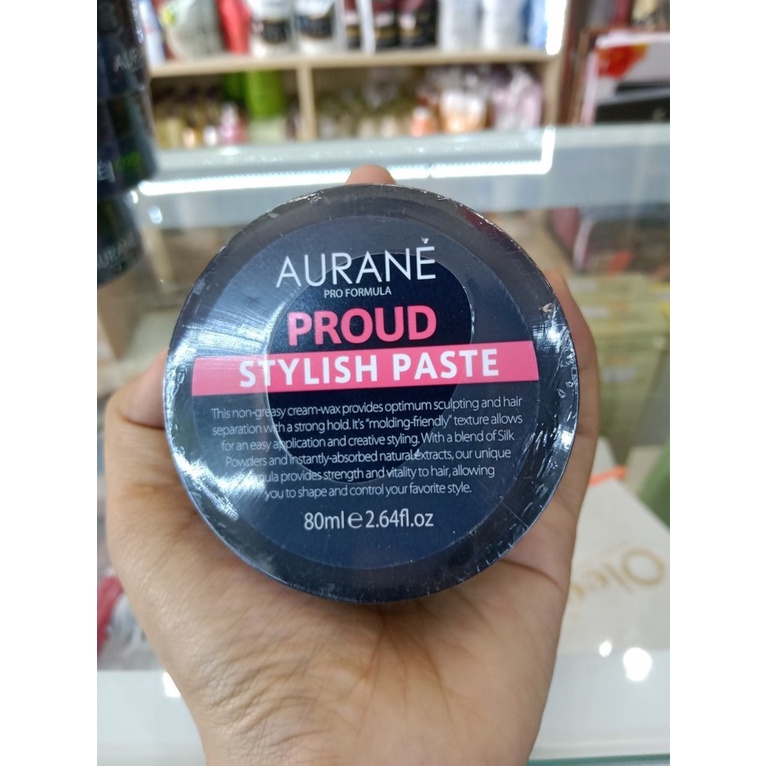 AURANÉ
PRO FORMULA
PROUD
STYLISH PASTE
This non-greasy cream-wax provides optimum sculpting and hair
separation with a strong hold. It's "molding-friendly" texture allows
for an easy application and creative styling. With a blend of Silk
Powders and instantly-absorbed natural extracts, our unique
formula provides strength and vitality to hair, allowing
you to shape and control your favorite style.
80ml e 2.64fl.oz